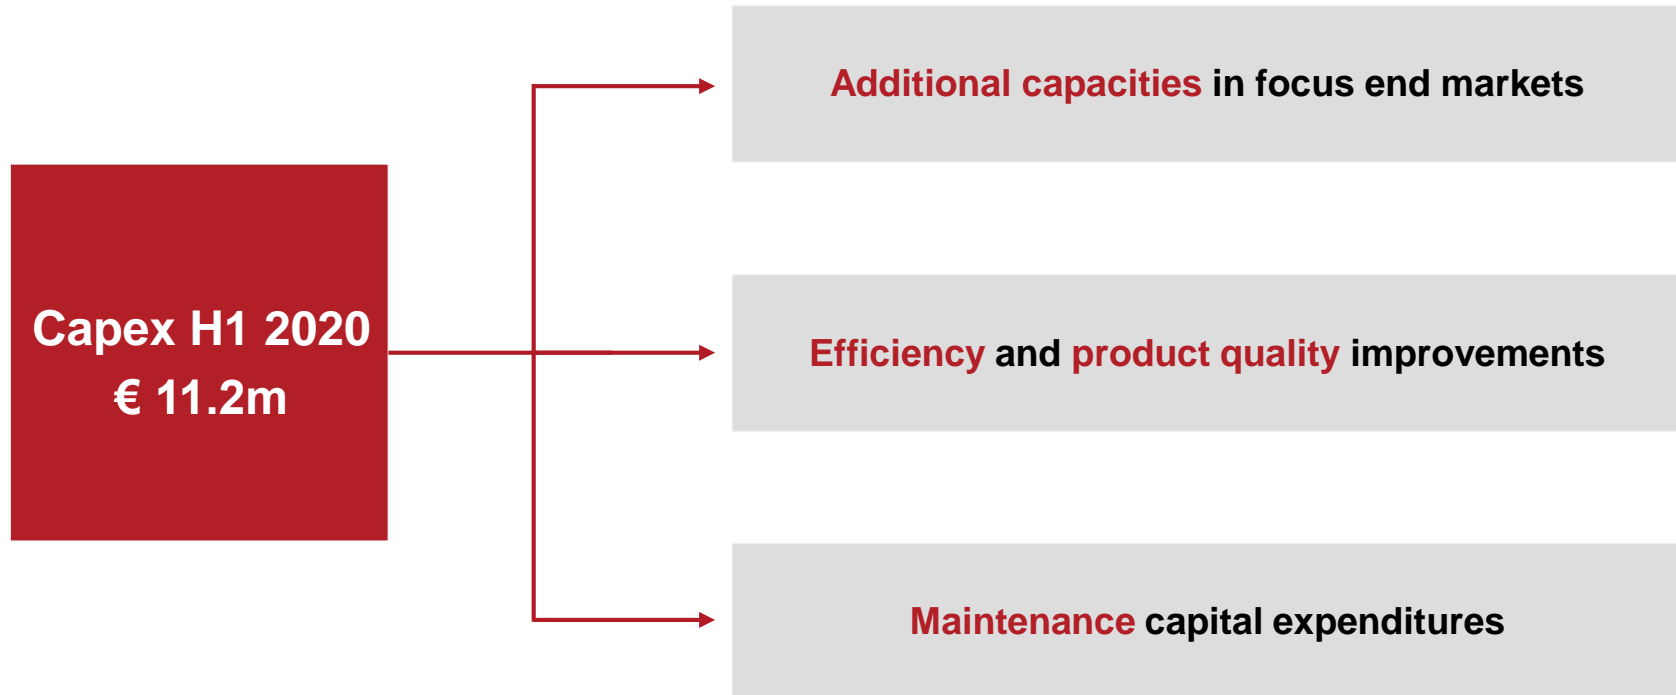 Additional capacities in focus end markets
Capex H1 2020
€ 11.2m
Efficiency and product quality improvements
Maintenance capital expenditures